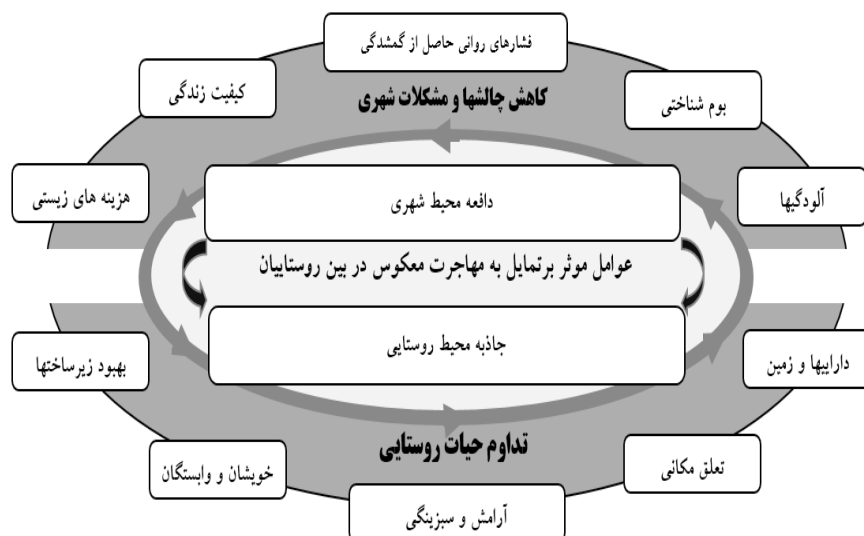 فشارهای روانی حاصل از گمشدگی
کیفیت زندگی
کاهش چالشها و مشکلات شهری
بوم شناختی
هزینه های زیستی
دافعه محیط شهری
آلودگیها
عوامل موثر برتمایل به مهاجرت معکوس در بین روستاییان
جاذبه محیط روستایی
بهبود زیرساختها
داراییها و زمین
تداوم حیات روستایی
خویشان و وابستگان
تعلق مکانی
آرامش و سبزینگی